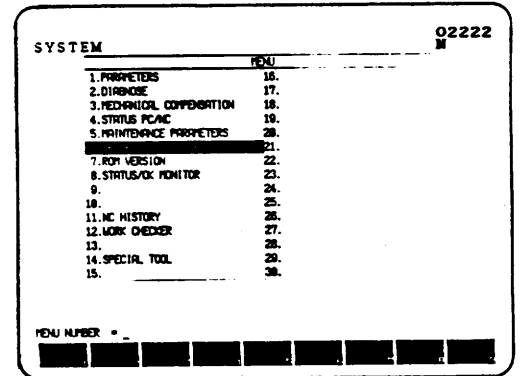 O2222
SYSTEM N
MENU
1.PARAMETERS 16.
2.DIAGNOSE 17.
3.MECHANICAL COMPENSATION 18.
4.STATUS PC/NC 19.
5.MAINTENANCE PARAMETERS 20.
21.
7.ROM VERSION 22.
8.STATUS/CK MONITOR 23.
9. 24.
10. 25.
11.NC HISTORY 26.
12.WORK CHECKER 27.
13. 28.
14.SPECIAL TOOL 29.
15. 30.
MENU NUMBER = _